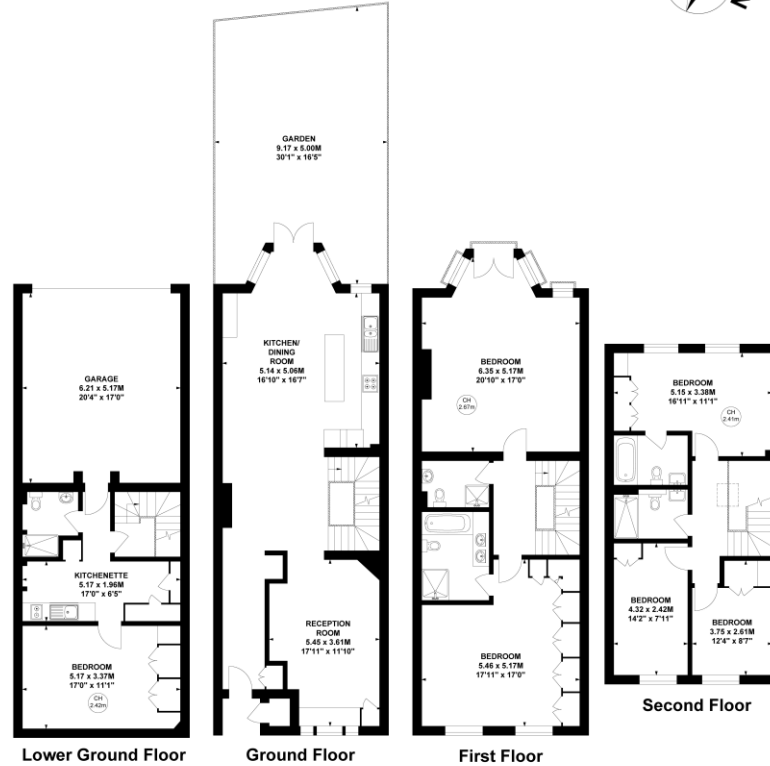 GARDEN
9.17 x 5.00M
30'1" x 16'5"
GARAGE
6.21 x 5.17M
20'4" x 17'0"
KITCHENETTE
5.17 x 1.96M
17'0" x 6'5"
BEDROOM
5.17 x 3.37M
17'0" x 11'1"
CH
2.42m
Lower Ground Floor
KITCHEN/
DINING
ROOM
5.14 x 5.06M
16'10" x 16'7"
RECEPTION
ROOM
5.45 x 3.61M
17'11" x 11'10"
Ground Floor
BEDROOM
6.35 x 5.17M
20'10" x 17'0"
CH
2.67m
BEDROOM
5.46 x 5.17M
17'11" x 17'0"
First Floor
BEDROOM
5.15 x 3.38M
16'11" x 11'1"
CH
2.41m
BEDROOM
4.32 x 2.42M
14'2" x 7'11"
BEDROOM
3.75 x 2.61M
12'4" x 8'7"
Second Floor